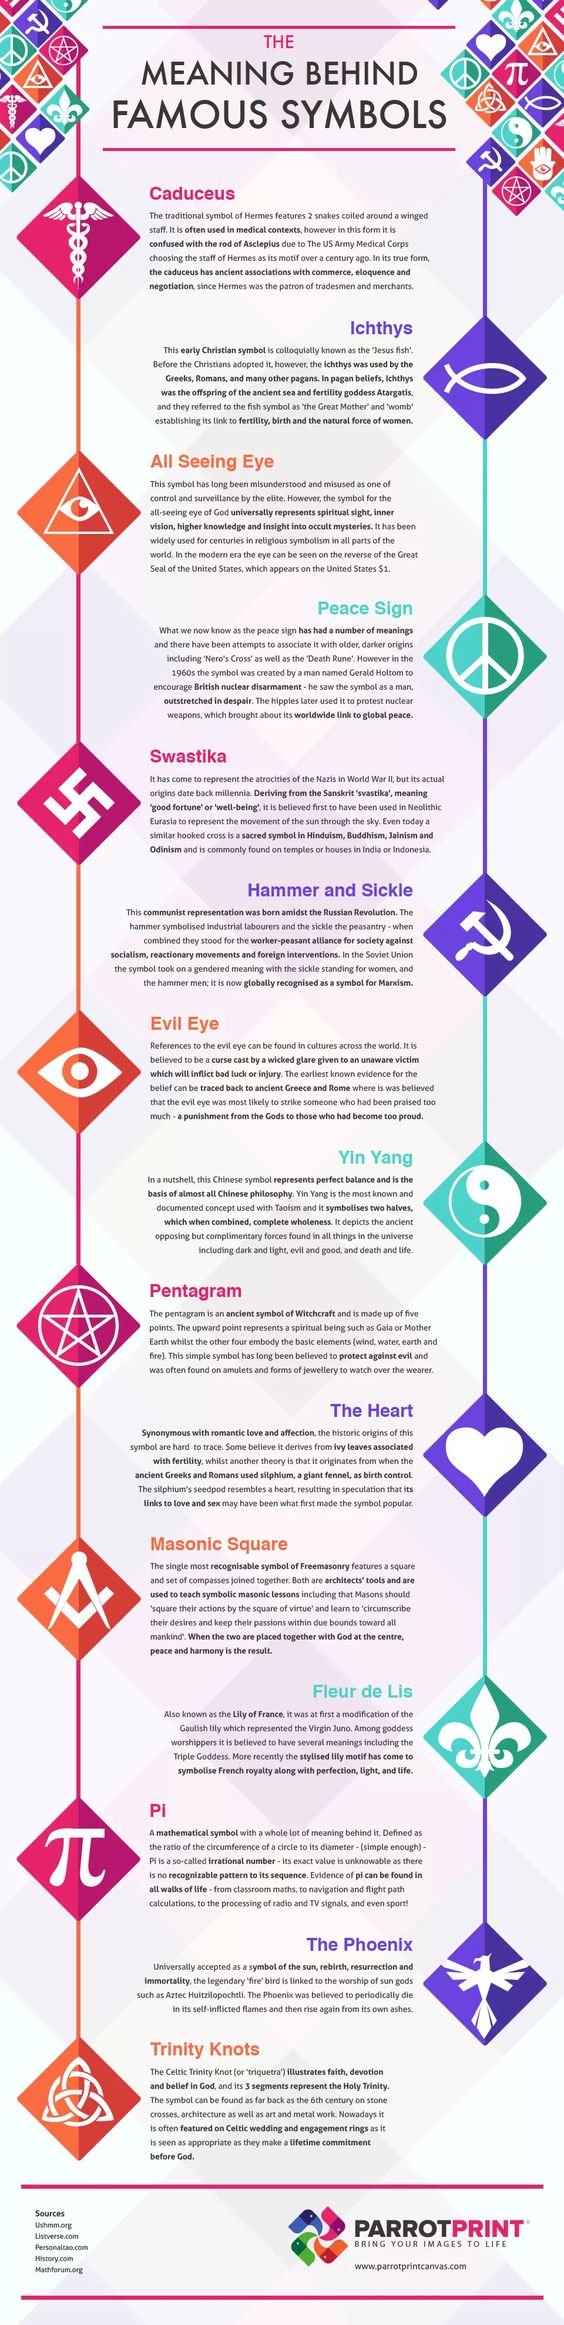 THE
MEANING BEHIND
FAMOUS SYMBOLS
Caduceus
The traditional symbol of Hermes features 2 snakes coiled around a winged
staff. It is often used in medical contexts, however in this form it is
confused with the rod of Asclepius due to The US Army Medical Corps
choosing the staff of Hermes as its motif over a century ago. In its true form,
the caduceus has ancient associations with commerce, eloquence and
negotiation, since Hermes was the patron of tradesmen and merchants.
Ichthys
This early Christian symbol is colloquially known as the 'Jesus fish'.
Before the Christians adopted it, however, the ichthys was used by the
Greeks, Romans, and many other pagans. In pagan beliefs, Ichthys
was the offspring of the ancient sea and fertility goddess Atargatis,
and they referred to the fish symbol as 'the Great Mother' and 'womb'
establishing its link to fertility, birth and the natural force of women.
All Seeing Eye
This symbol has long been misunderstood and misused as one of
control and surveillance by the elite. However, the symbol for the
all-seeing eye of God universally represents spiritual sight, inner
vision, higher knowledge and insight into occult mysteries. It has been
widely used for centuries in religious symbolism in all parts of the
world. In the modern era the eye can be seen on the reverse of the Great
Seal of the United States, which appears on the United States $1.
Peace Sign
What we now know as the peace sign has had a number of meanings
and there have been attempts to associate it with older, darker origins
including 'Nero's Cross' as well as the 'Death Rune'. However in the
1960s the symbol was created by a man named Gerald Holtom to
encourage British nuclear disarmament - he saw the symbol as a man,
outstretched in despair. The hippies later used it to protest nuclear
weapons, which brought about its worldwide link to global peace.
Swastika
It has come to represent the atrocities of the Nazis in World War II, but its actual
origins date back millennia. Deriving from the Sanskrit 'svastika', meaning
'good fortune' or 'well-being', it is believed first to have been used in Neolithic
Eurasia to represent the movement of the sun through the sky. Even today a
similar hooked cross is a sacred symbol in Hinduism, Buddhism, Jainism and
Odinism and is commonly found on temples or houses in India or Indonesia.
Hammer and Sickle
This communist representation was born amidst the Russian Revolution. The
hammer symbolised industrial labourers and the sickle the peasantry - when
combined they stood for the worker-peasant alliance for society against
socialism, reactionary movements and foreign interventions. In the Soviet Union
the symbol took on a gendered meaning with the sickle standing for women, and
the hammer men; it is now globally recognised as a symbol for Marxism.
Evil Eye
References to the evil eye can be found in cultures across the world. It is
believed to be a curse cast by a wicked glare given to an unaware victim
which will inflict bad luck or injury. The earliest known evidence for the
belief can be traced back to ancient Greece and Rome where is was believed
that the evil eye was most likely to strike someone who had been praised too
much - a punishment from the Gods to those who had become too proud.
Yin Yang
In a nutshell, this Chinese symbol represents perfect balance and is the
basis of almost all Chinese philosophy. Yin Yang is the most known and
documented concept used with Taoism and it symbolises two halves,
which when combined, complete wholeness. It depicts the ancient
opposing but complimentary forces found in all things in the universe
including dark and light, evil and good, and death and life.
Pentagram
The pentagram is an ancient symbol of Witchcraft and is made up of five
points. The upward point represents a spiritual being such as Gaia or Mother
Earth whilst the other four embody the basic elements (wind, water, earth and
fire). This simple symbol has long been believed to protect against evil and
was often found on amulets and forms of jewellery to watch over the wearer.
The Heart
Synonymous with romantic love and affection, the historic origins of this
symbol are hard to trace. Some believe it derives from ivy leaves associated
with fertility, whilst another theory is that it originates from when the
ancient Greeks and Romans used silphium, a giant fennel, as birth control.
The silphium's seedpod resembles a heart, resulting in speculation that its
links to love and sex may have been what first made the symbol popular.
Masonic Square
The single most recognisable symbol of Freemasonry features a square
and set of compasses joined together. Both are architects' tools and are
used to teach symbolic masonic lessons including that Masons should
'square their actions by the square of virtue' and learn to 'circumscribe
their desires and keep their passions within due bounds toward all
mankind'. When the two are placed together with God at the centre,
peace and harmony is the result.
Fleur de Lis
Also known as the Lily of France, it was at first a modification of the
Gaulish lily which represented the Virgin Juno. Among goddess
worshippers it is believed to have several meanings including the
Triple Goddess. More recently the stylised lily motif has come to
symbolise French royalty along with perfection, light, and life.
Pi
A mathematical symbol with a whole lot of meaning behind it. Defined as
the ratio of the circumference of a circle to its diameter - (simple enough) -
Pi is a so-called irrational number - its exact value is unknowable as there
is no recognizable pattern to its sequence. Evidence of pi can be found in
all walks of life - from classroom maths, to navigation and flight path
calculations, to the processing of radio and TV signals, and even sport!
The Phoenix
Universally accepted as a symbol of the sun, rebirth, resurrection and
immortality, the legendary 'fire' bird is linked to the worship of sun gods
such as Aztec Huitzilopochtli. The Phoenix was believed to periodically die
in its self-inflicted flames and then rise again from its own ashes.
Trinity Knots
The Celtic Trinity Knot (or 'triquetra') illustrates faith, devotion
and belief in God, and its 3 segments represent the Holy Trinity.
The symbol can be found as far back as the 6th century on stone
crosses, architecture as well as art and metal work. Nowadays it
is often featured on Celtic wedding and engagement rings as it
is seen as appropriate as they make a lifetime commitment
before God.
Sources
Ushmm.org
Listverse.com
Personaltao.com
History.com
Mathforum.org
PARROTPRINT®
BRING YOUR IMAGES TO LIFE
www.parrotprintcanvas.com